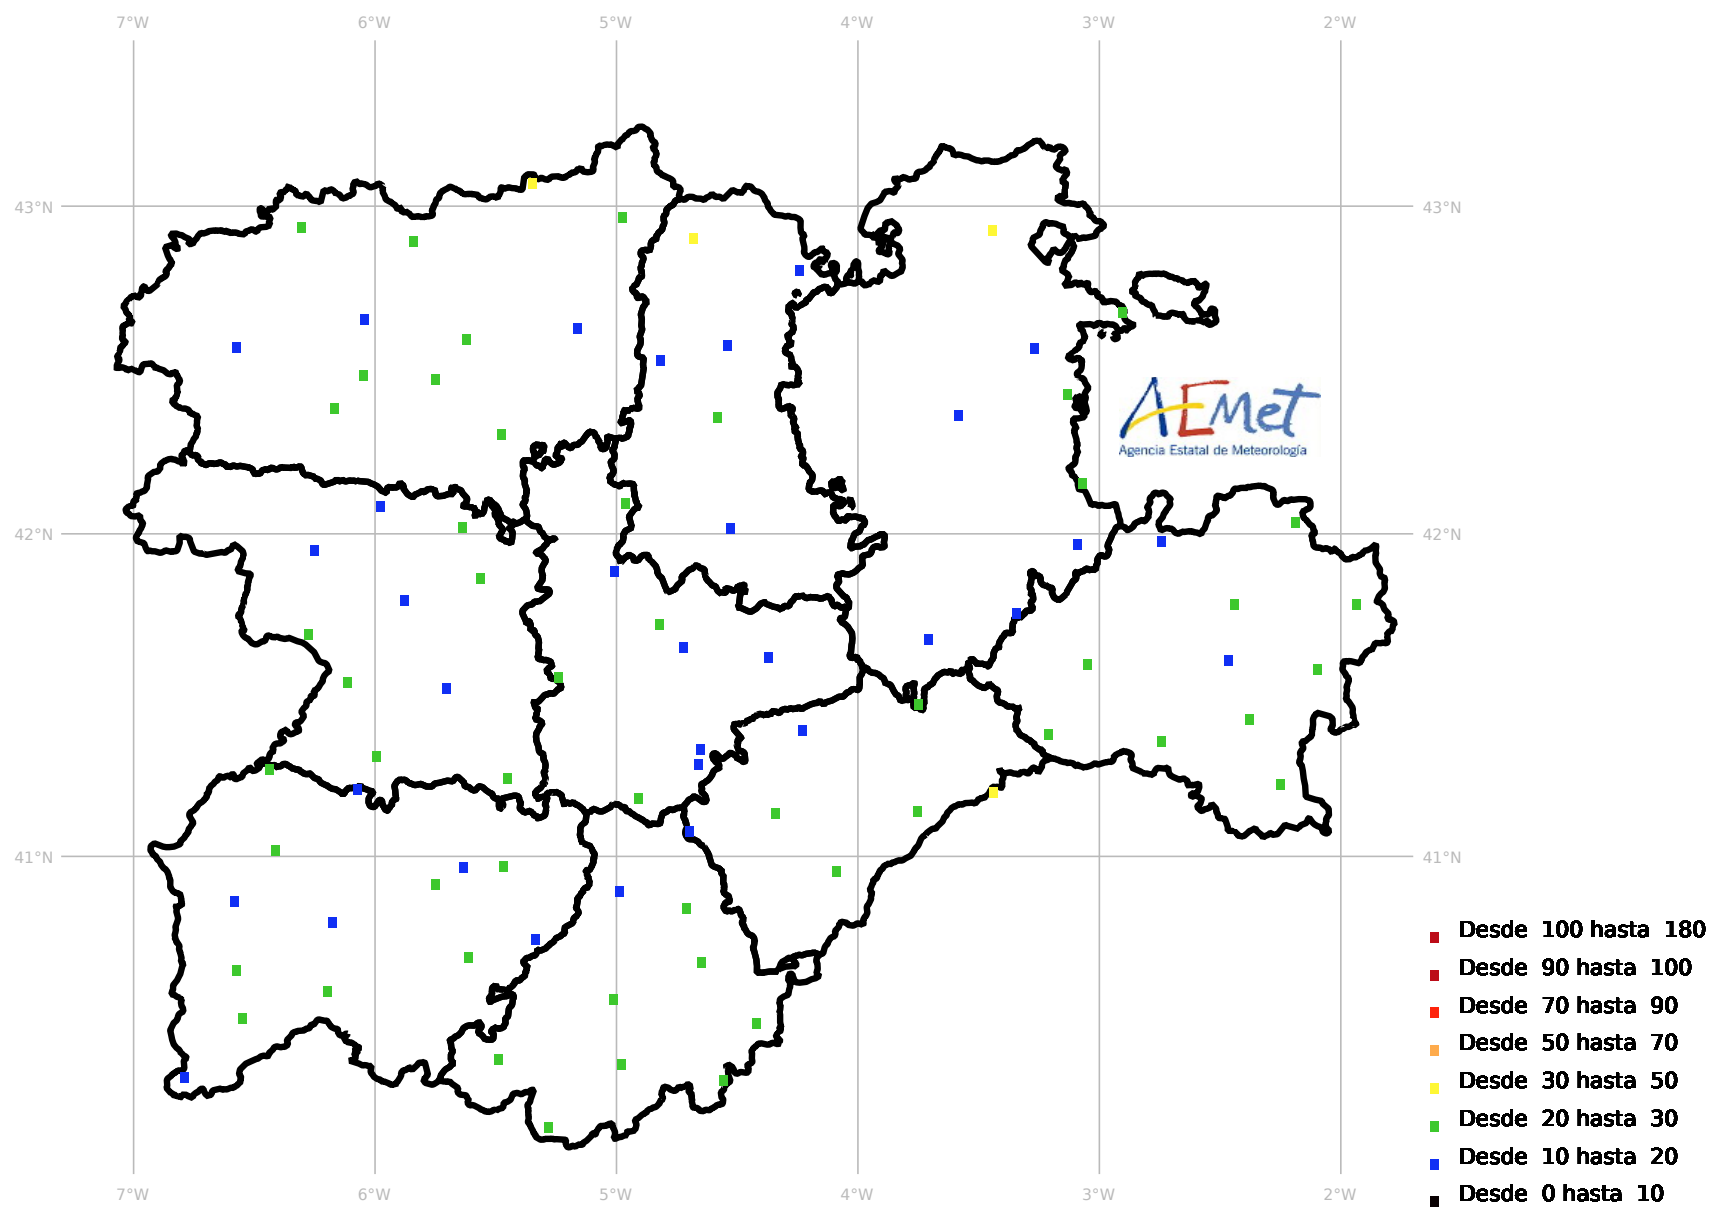 7°W 6°W 5°W 4°W 3°W 2°W
43°N 43°N
AEMet
Agencia Estatal de Meteorología
42°N 42°N
41°N 41°N
Desde 100 hasta 180
Desde 90 hasta 100
Desde 70 hasta 90
Desde 50 hasta 70
Desde 30 hasta 50
Desde 20 hasta 30
Desde 10 hasta 20
Desde 0 hasta 10
7°W 6°W 5°W 4°W 3°W 2°W